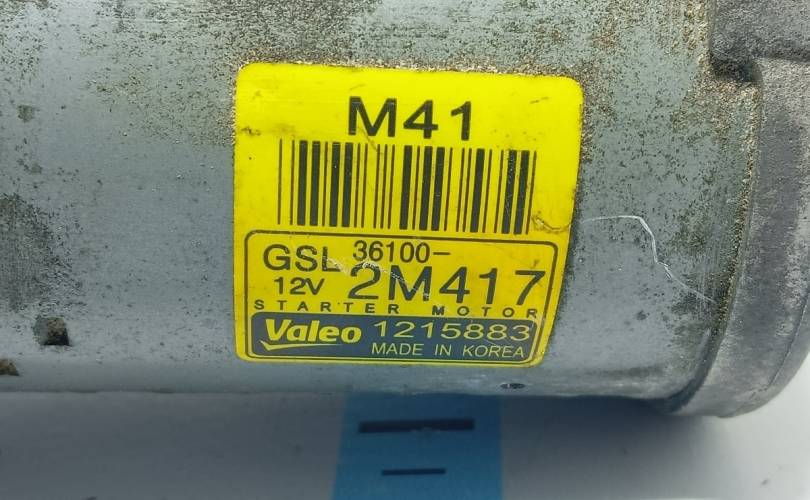 M41
GSL 36100-
12V 2M417
STARTER MOTOR
Valeo 1215883
MADE IN KOREA